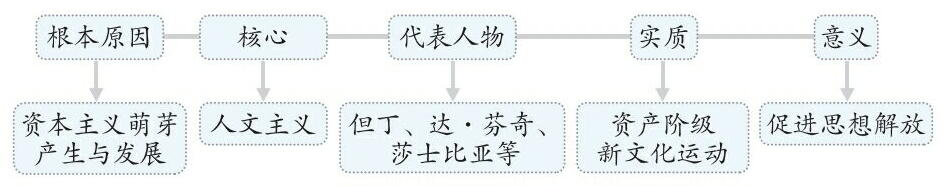 根本原因
核心
代表人物
实质
意义
资本主义萌芽
产生与发展
人文主义
但丁、达·芬奇、
莎士比亚等
资产阶级
新文化运动
促进思想解放